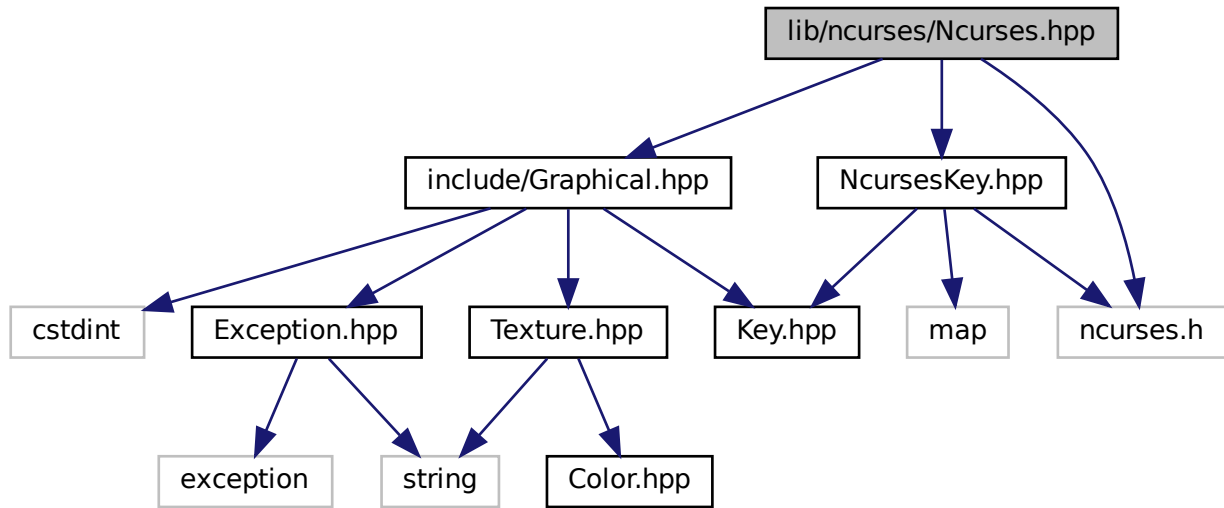 lib/ncurses/Ncurses.hpp
include/Graphical.hpp
NcursesKey.hpp
cstdint
Exception.hpp
Texture.hpp
Key.hpp
map
ncurses.h
exception
string
Color.hpp